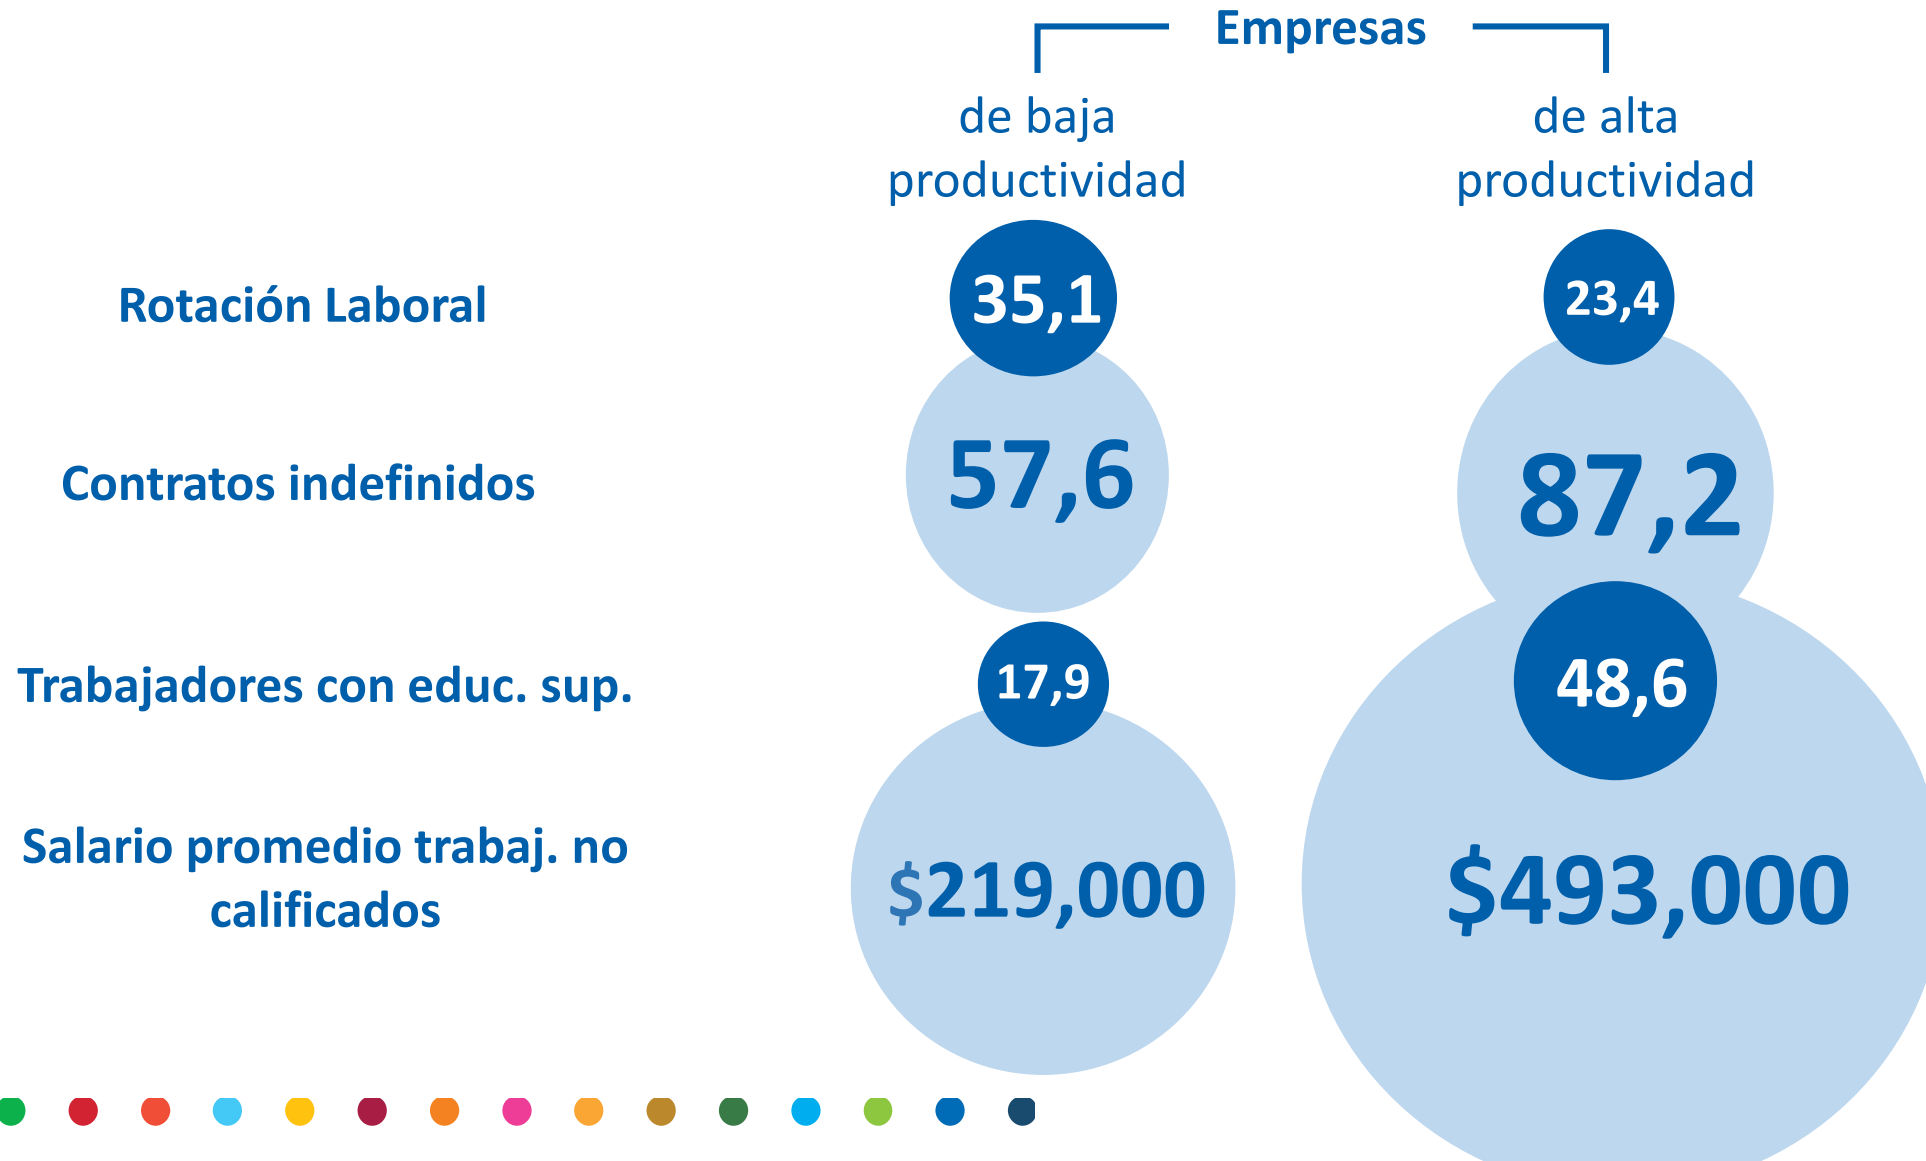 Empresas
de baja
productividad
de alta
productividad
Rotación Laboral
35,1
23,4
Contratos indefinidos
57,6
87,2
Trabajadores con educ. sup.
17,9
48,6
Salario promedio trabaj. no
calificados
$219,000
$493,000